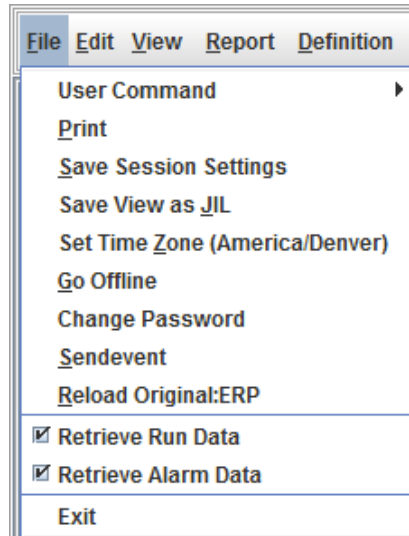 File Edit View Report Definition
User Command
Print
Save Session Settings
Save View as JIL
Set Time Zone (America/Denver)
Go Offline
Change Password
Sendevent
Reload Original:ERP
Retrieve Run Data
Retrieve Alarm Data
Exit